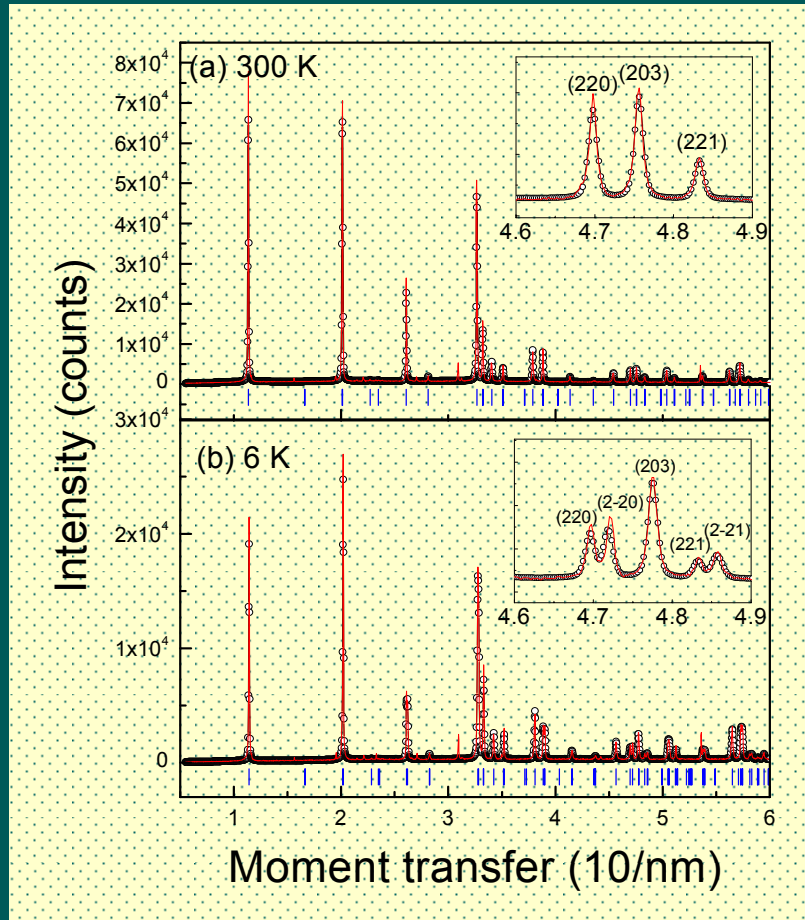 (a) 300 K
8x10⁴
7x10⁴
6x10⁴
5x10⁴
4x10⁴
3x10⁴
2x10⁴
1x10⁴
0
(220)
(203)
(221)
4.6 4.7 4.8 4.9
3x10⁴
(b) 6 K
2x10⁴
1x10⁴
0
(203)
(220)
(2-20)
(221)
(2-21)
4.6 4.7 4.8 4.9
Intensity (counts)
1 2 3 4 5 6
Moment transfer (10/nm)